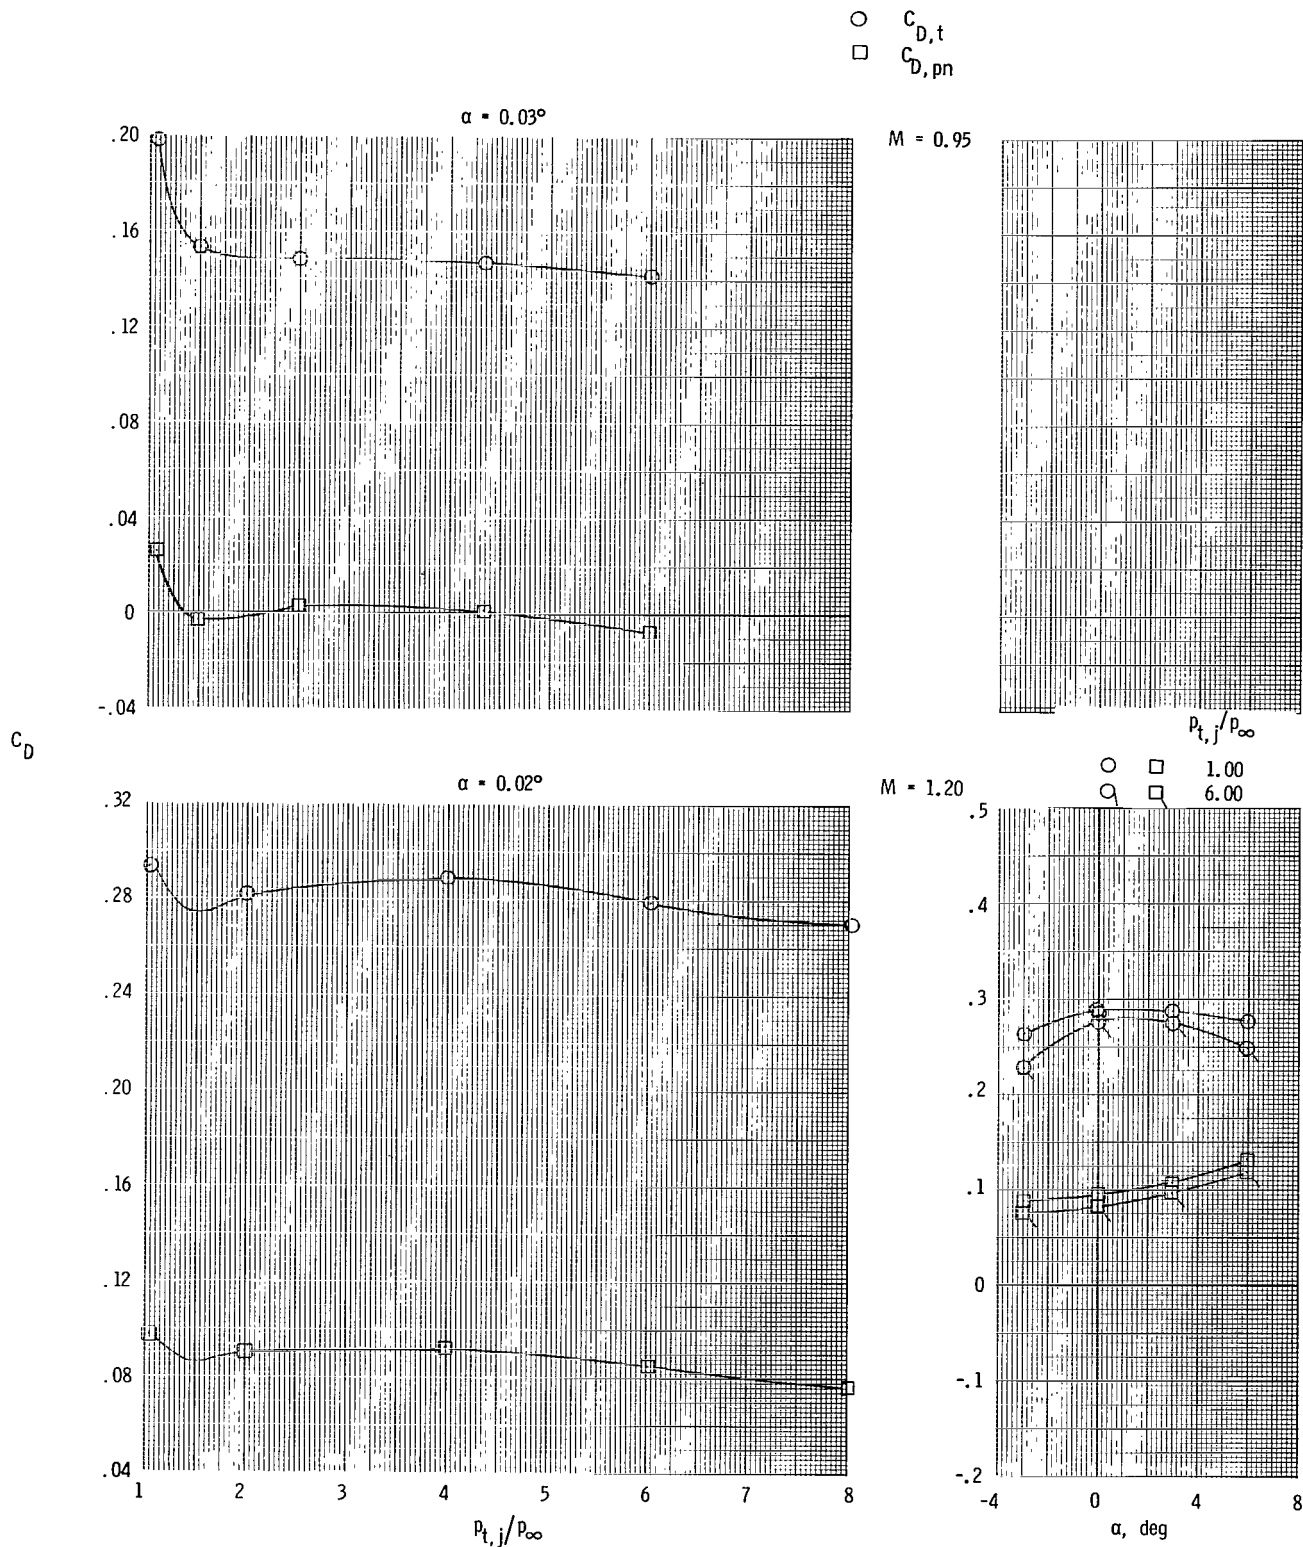 C_D,t
C_D,pn
α = 0.03°
M = 0.95
.20
.16
.12
.08
.04
0
-.04
p_t,j/p_∞
C_D
α = 0.02°
M = 1.20
1.00
6.00
.32
.28
.24
.20
.16
.12
.08
.04
1 2 3 4 5 6 7 8
p_t,j/p_∞
.5
.4
.3
.2
.1
0
-.1
-.2
-4 0 4 8
α, deg